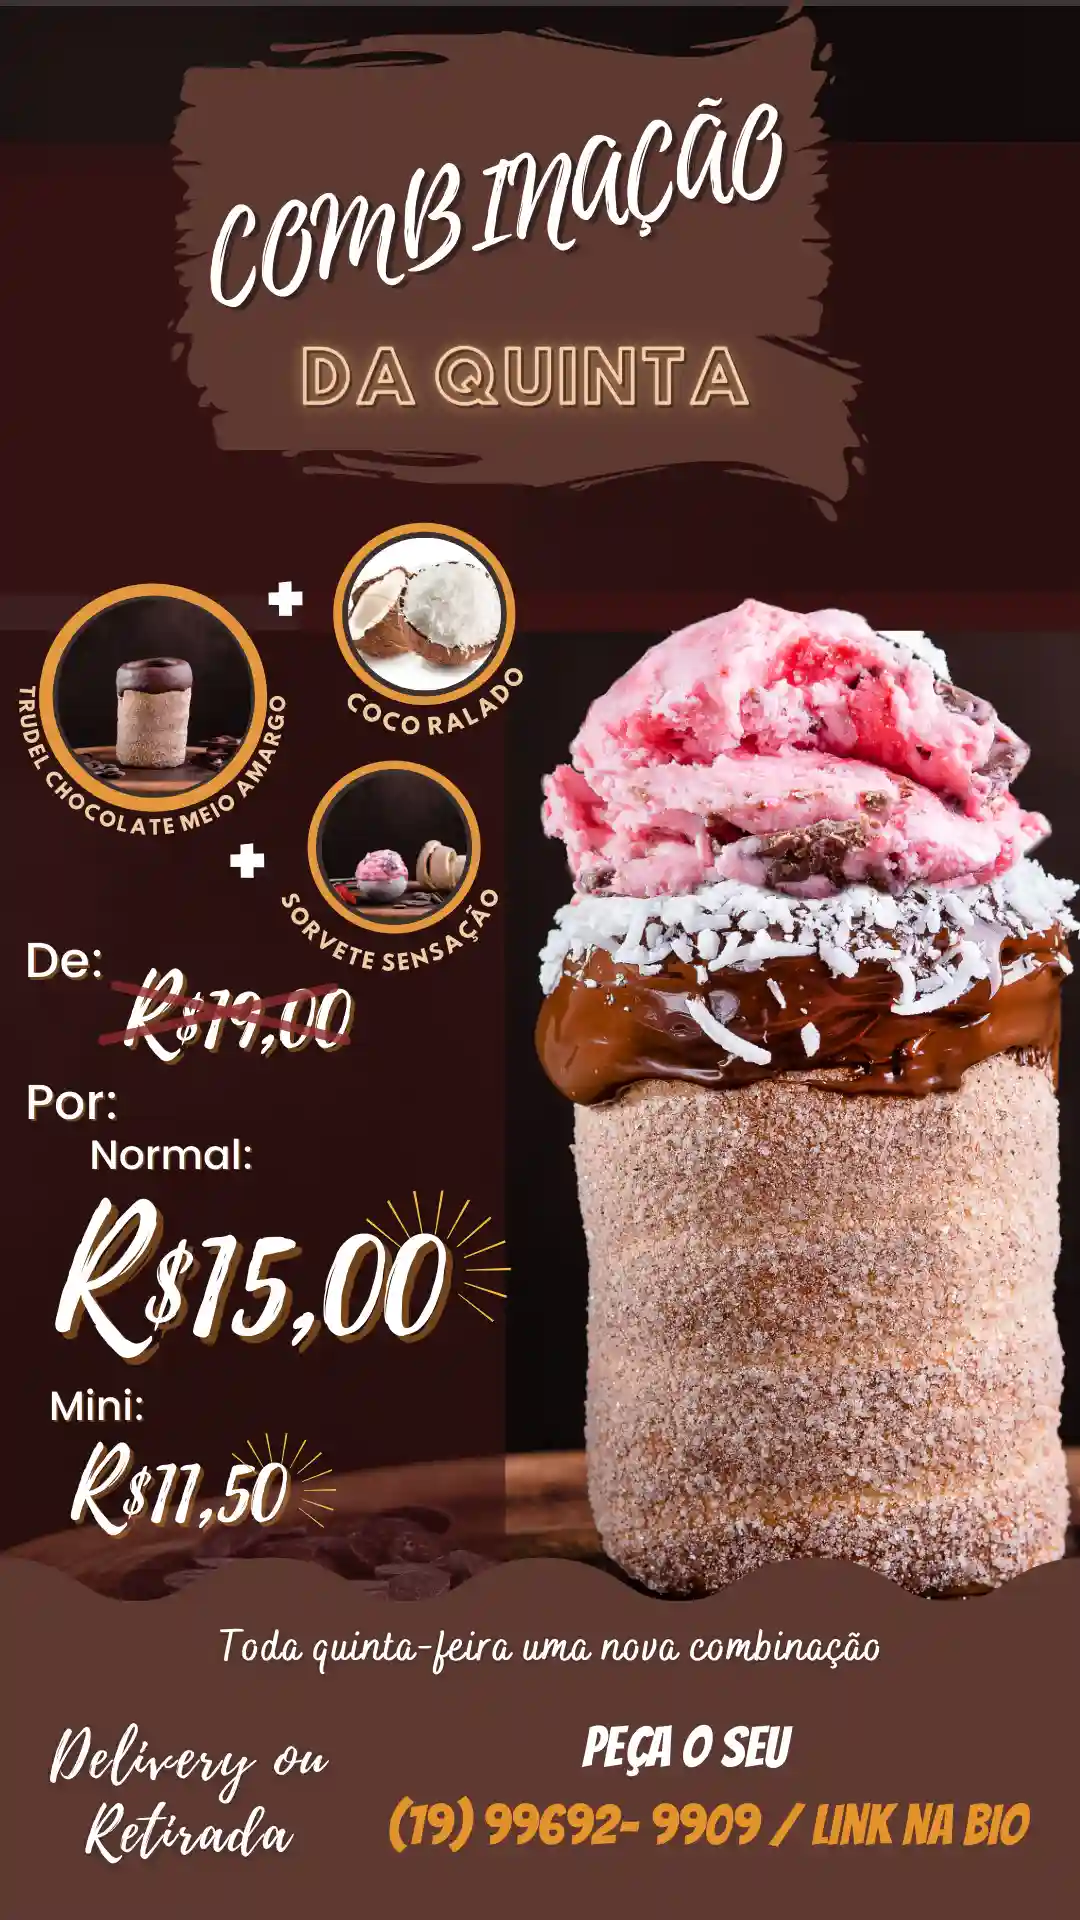 COMBINAÇÃO
DA QUINTA
TRUDEL CHOCOLATE MEIO AMARGO
+
COCO RALADO
+
SORVETE SENSAÇÃO
De:
R$19,00
Por:
Normal:
R$15,00
Mini:
R$11,50
Toda quinta-feira uma nova combinação
Delivery ou
Retirada
PEÇA O SEU
(19) 99692- 9909 / LINK NA BIO